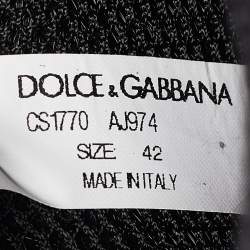 DOLCE & GABBANA
CS1770 AJ974
SIZE: 42
MADE IN ITALY